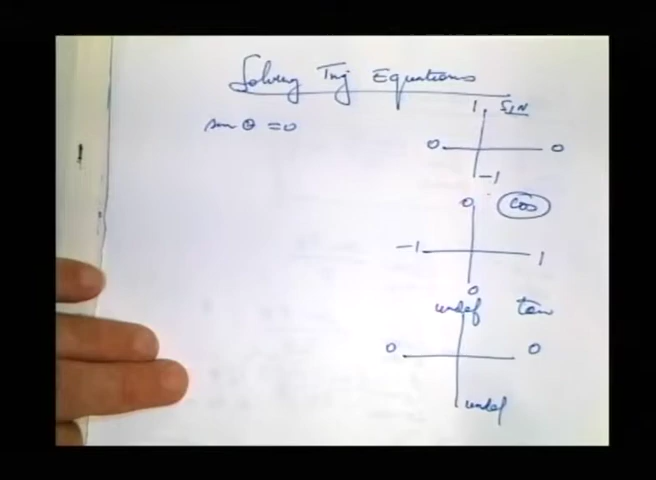 Solving Trig Equations
sin θ = 0
1 SIN
0 0
-1
0 cos
-1 1
0
undef tan
0 0
undef